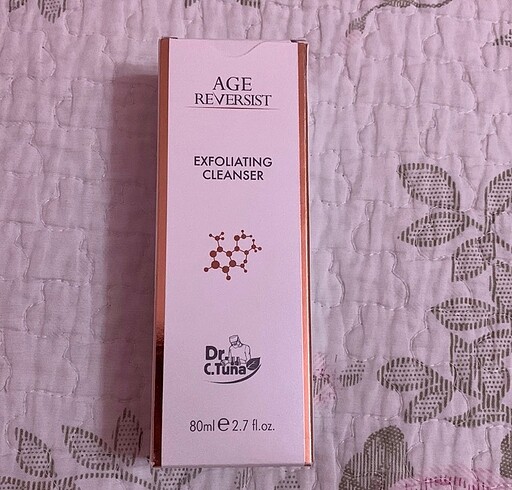 AGE
REVERSIST
EXFOLIATING
CLEANSER
Dr.
C.Tuna
80ml e 2.7 fl.oz.